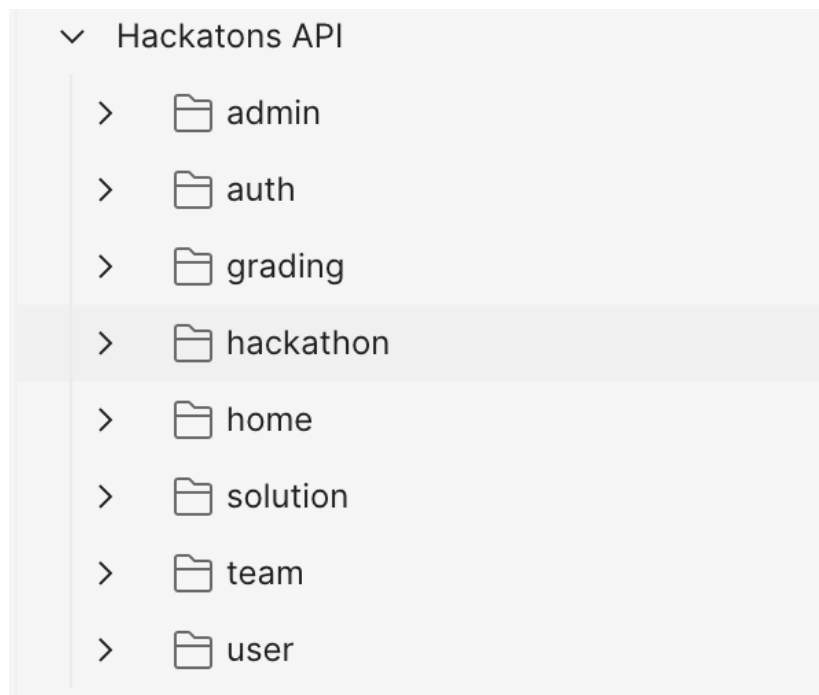 Hackatons API
admin
auth
grading
hackathon
home
solution
team
user